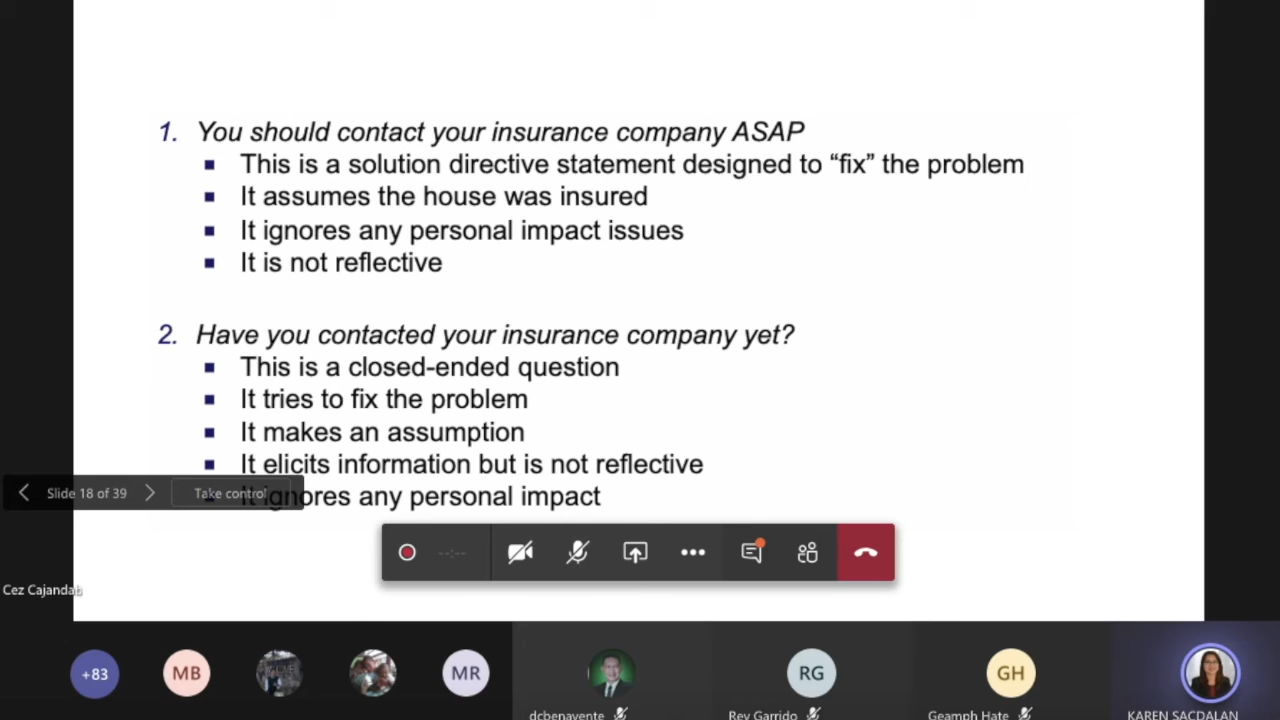 1. You should contact your insurance company ASAP
▪ This is a solution directive statement designed to “fix” the problem
▪ It assumes the house was insured
▪ It ignores any personal impact issues
▪ It is not reflective
2. Have you contacted your insurance company yet?
▪ This is a closed-ended question
▪ It tries to fix the problem
▪ It makes an assumption
▪ It elicits information but is not reflective
▪ It ignores any personal impact
Slide 18 of 39
Take control
--:--
Cez Cajandab
+83
MB
WELCOME
MR
dcbenavente
RG
Rey Garrido
GH
Geamph Hate
KAREN SACDALAN